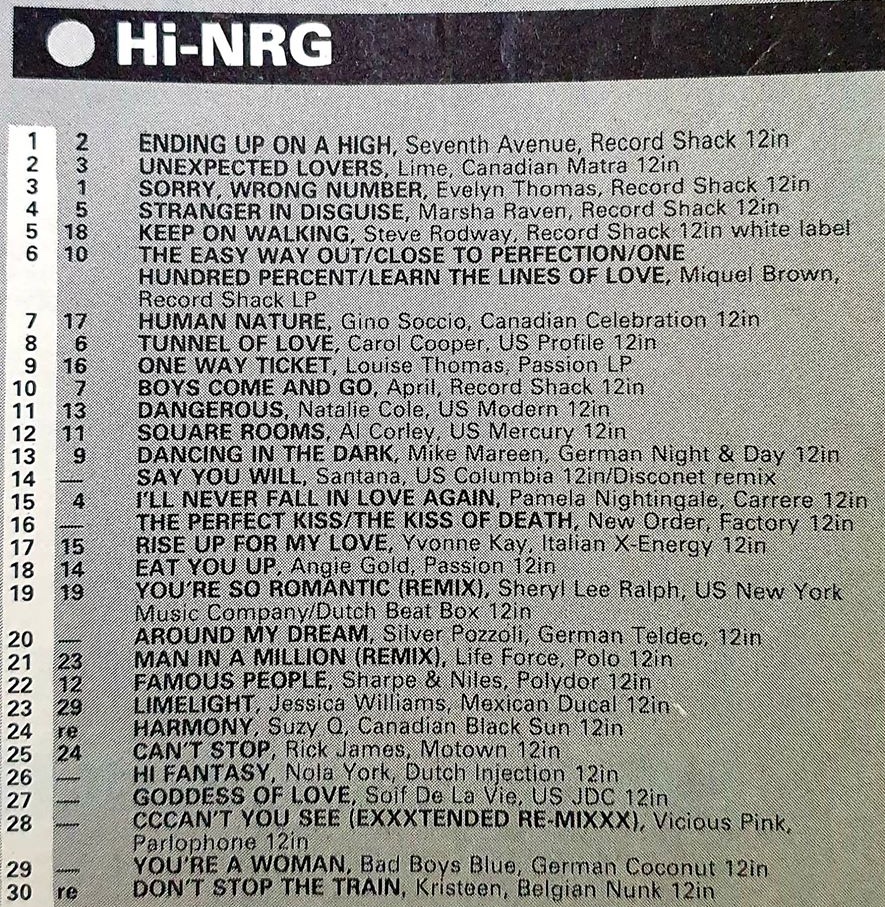 Hi-NRG
1 2 ENDING UP ON A HIGH, Seventh Avenue, Record Shack 12in
2 3 UNEXPECTED LOVERS, Lime, Canadian Matra 12in
3 1 SORRY, WRONG NUMBER, Evelyn Thomas, Record Shack 12in
4 5 STRANGER IN DISGUISE, Marsha Raven, Record Shack 12in
5 18 KEEP ON WALKING, Steve Rodway, Record Shack 12in white label
6 10 THE EASY WAY OUT/CLOSE TO PERFECTION/ONE
HUNDRED PERCENT/LEARN THE LINES OF LOVE, Miquel Brown,
Record Shack LP
7 17 HUMAN NATURE, Gino Soccio, Canadian Celebration 12in
8 6 TUNNEL OF LOVE, Carol Cooper, US Profile 12in
9 16 ONE WAY TICKET, Louise Thomas, Passion LP
10 7 BOYS COME AND GO, April, Record Shack 12in
11 13 DANGEROUS, Natalie Cole, US Modern 12in
12 11 SQUARE ROOMS, Al Corley, US Mercury 12in
13 9 DANCING IN THE DARK, Mike Mareen, German Night & Day 12in
14 — SAY YOU WILL, Santana, US Columbia 12in/Disconet remix
15 4 I'LL NEVER FALL IN LOVE AGAIN, Pamela Nightingale, Carrere 12in
16 — THE PERFECT KISS/THE KISS OF DEATH, New Order, Factory 12in
17 15 RISE UP FOR MY LOVE, Yvonne Kay, Italian X-Energy 12in
18 14 EAT YOU UP, Angie Gold, Passion 12in
19 19 YOU'RE SO ROMANTIC (REMIX), Sheryl Lee Ralph, US New York
Music Company/Dutch Beat Box 12in
20 — AROUND MY DREAM, Silver Pozzoli, German Teldec, 12in
21 23 MAN IN A MILLION (REMIX), Life Force, Polo 12in
22 12 FAMOUS PEOPLE, Sharpe & Niles, Polydor 12in
23 29 LIMELIGHT, Jessica Williams, Mexican Ducal 12in
24 re HARMONY, Suzy Q, Canadian Black Sun 12in
25 24 CAN'T STOP, Rick James, Motown 12in
26 — HI FANTASY, Nola York, Dutch Injection 12in
27 — GODDESS OF LOVE, Soif De La Vie, US JDC 12in
28 — CCCAN'T YOU SEE (EXXXTENDED RE-MIXXX), Vicious Pink,
Parlophone 12in
29 — YOU'RE A WOMAN, Bad Boys Blue, German Coconut 12in
30 re DON'T STOP THE TRAIN, Kristeen, Belgian Nunk 12in